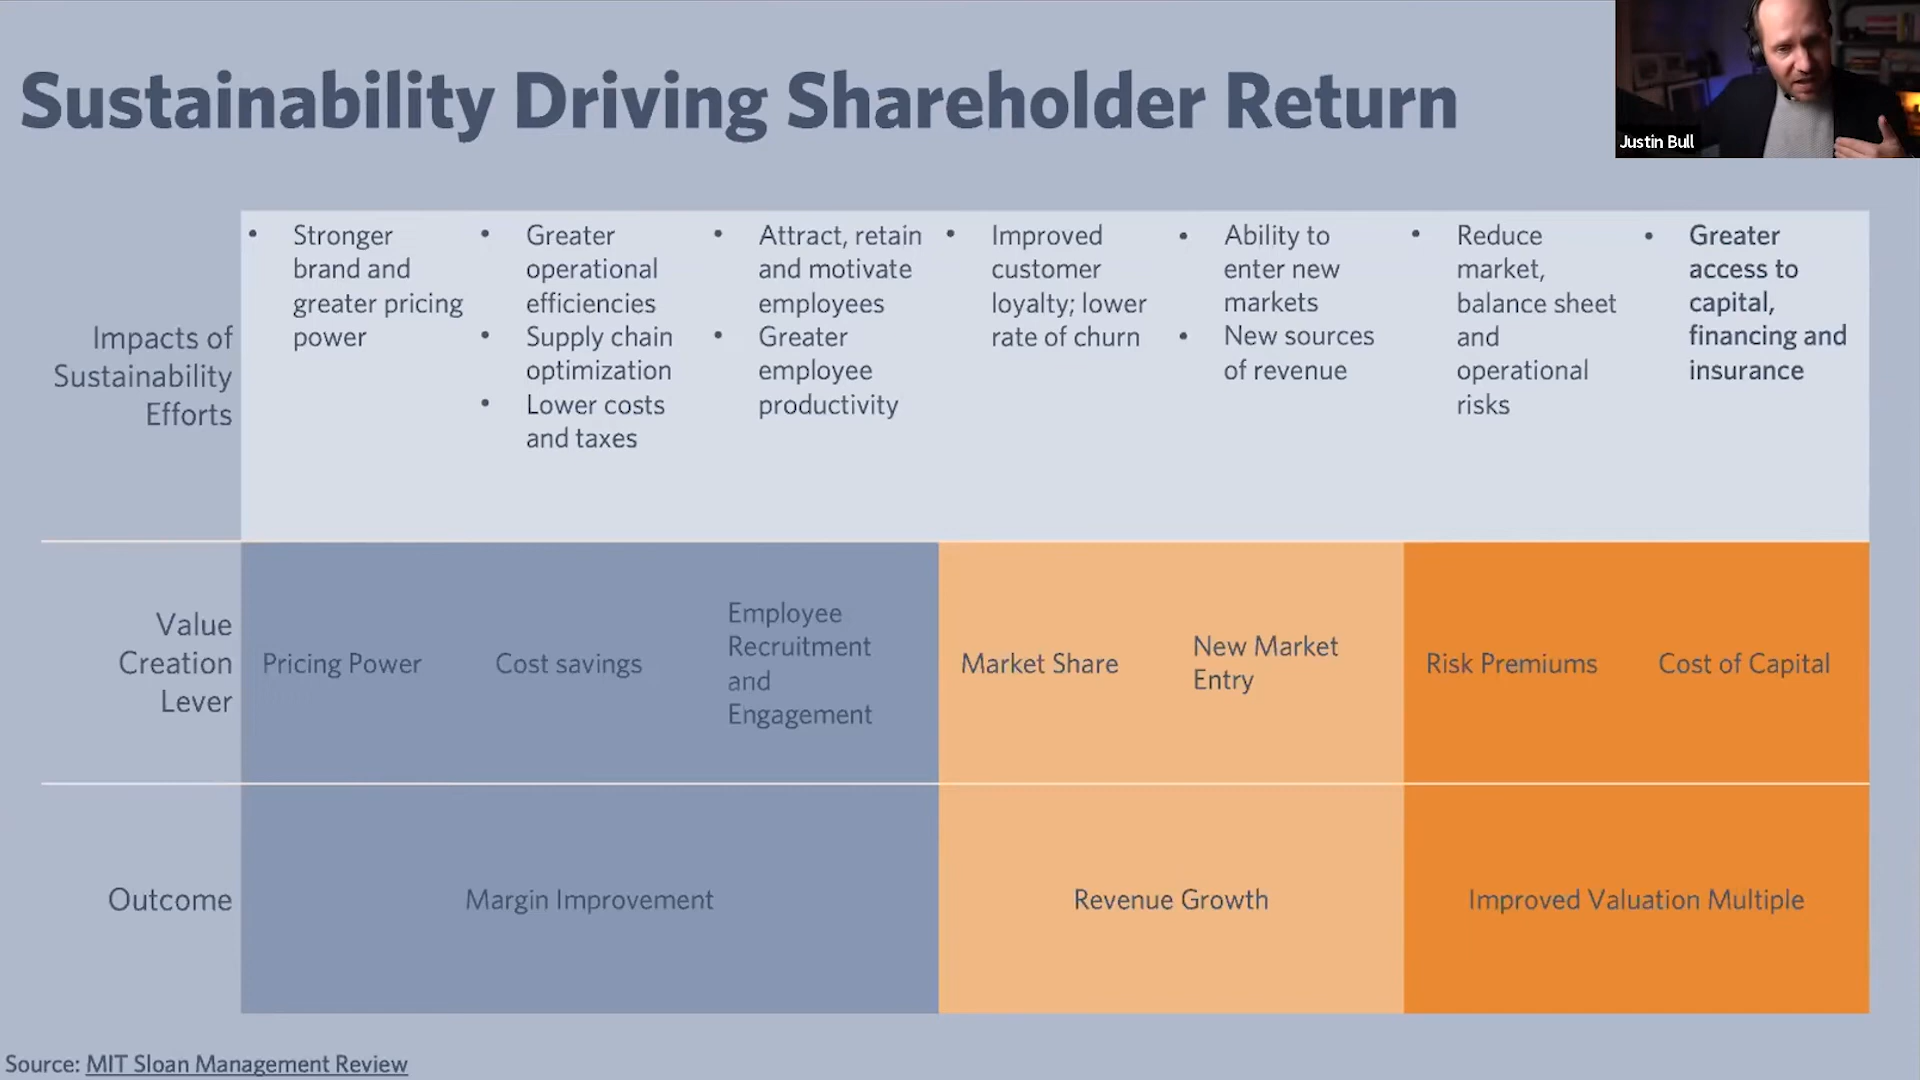 Sustainability Driving Shareholder Return
Justin Bull
Impacts of
Sustainability
Efforts
• Stronger
brand and
greater pricing
power
• Greater
operational
efficiencies
• Supply chain
optimization
• Lower costs
and taxes
• Attract, retain
and motivate
employees
• Greater
employee
productivity
• Improved
customer
loyalty; lower
rate of churn
• Ability to
enter new
markets
• New sources
of revenue
• Reduce
market,
balance sheet
and
operational
risks
• Greater
access to
capital,
financing and
insurance
Value
Creation
Lever
Pricing Power
Cost savings
Employee
Recruitment
and
Engagement
Market Share
New Market
Entry
Risk Premiums
Cost of Capital
Outcome
Margin Improvement
Revenue Growth
Improved Valuation Multiple
Source: MIT Sloan Management Review